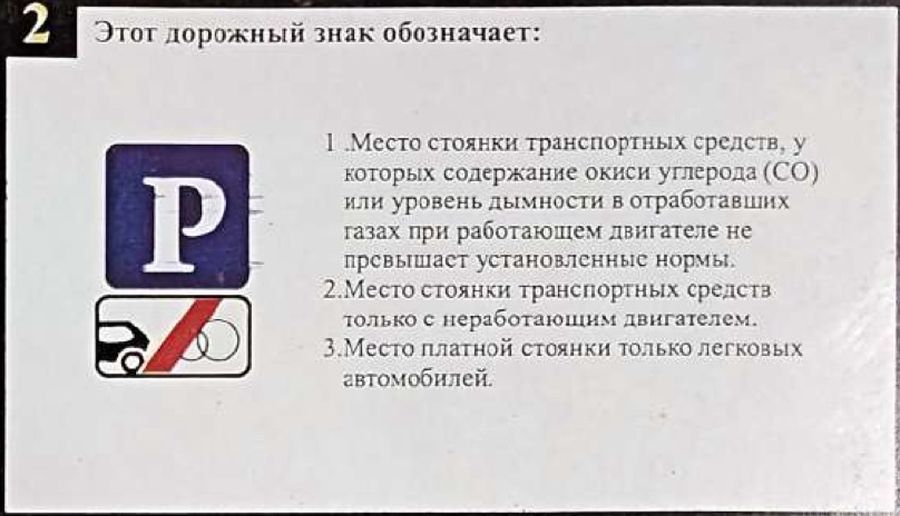 2
Этот дорожный знак обозначает:
P
1 .Место стоянки транспортных средств, у
которых содержание окиси углерода (СО)
или уровень дымности в отработавших
газах при работающем двигателе не
превышает установленные нормы.
2.Место стоянки транспортных средств
только с неработающим двигателем.
3.Место платной стоянки только легковых
автомобилей.